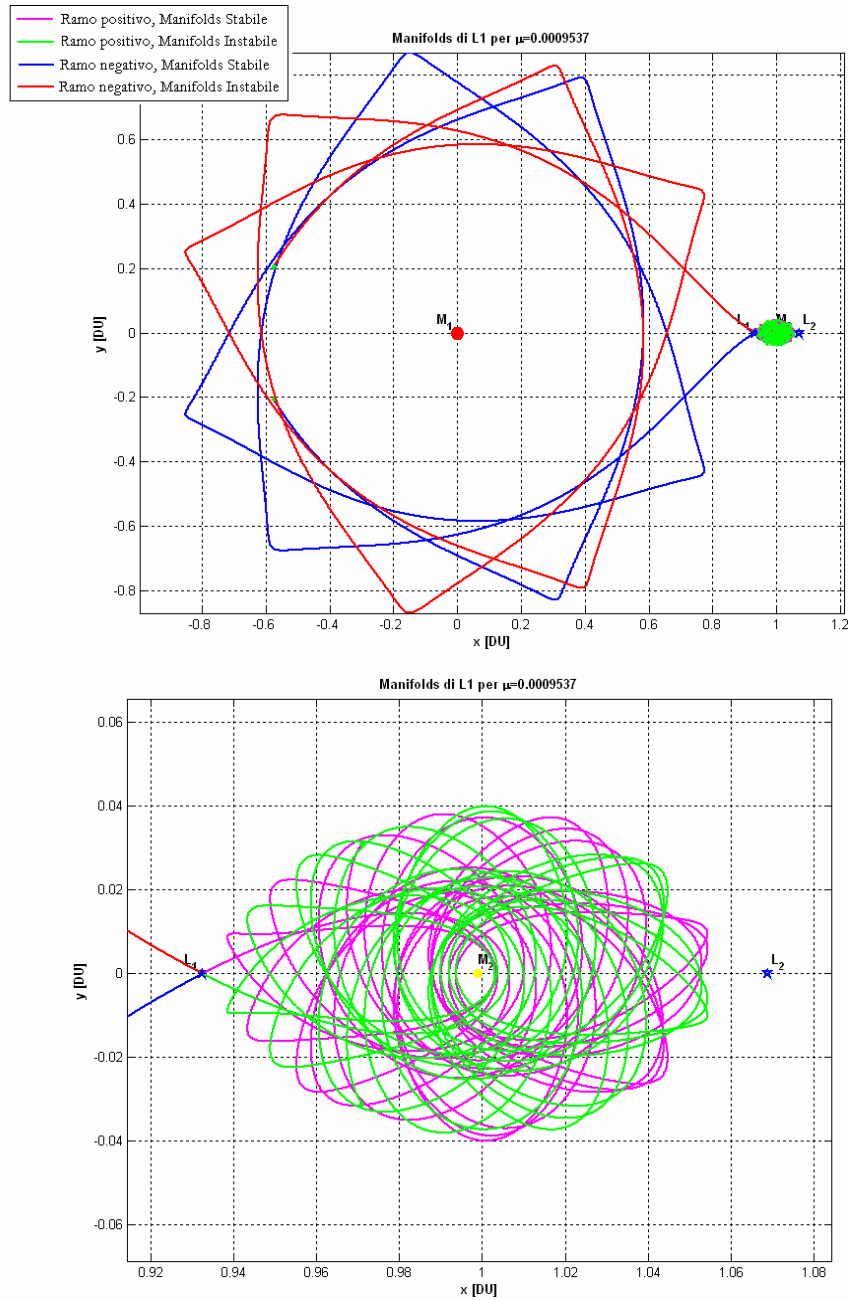 Ramo positivo, Manifolds Stabile
Ramo positivo, Manifolds Instabile
Ramo negativo, Manifolds Stabile
Ramo negativo, Manifolds Instabile
Manifolds di L1 per μ=0.0009537
0.6
0.4
0.2
0
-0.2
-0.4
-0.6
-0.8
y [DU]
M1
L1
M2
L2
-0.8
-0.6
-0.4
-0.2
0
0.2
0.4
0.6
0.8
1
1.2
x [DU]
Manifolds di L1 per μ=0.0009537
0.06
0.04
0.02
0
-0.02
-0.04
-0.06
y [DU]
L1
M2
L2
0.92
0.94
0.96
0.98
1
1.02
1.04
1.06
1.08
x [DU]